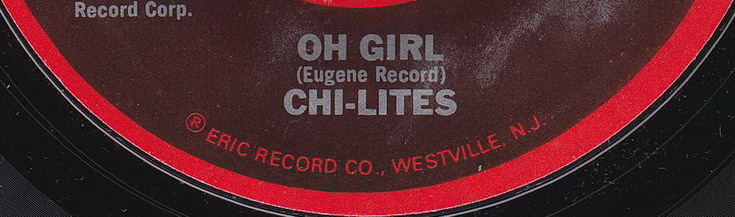 Record Corp.
OH GIRL
(Eugene Record)
CHI-LITES
® ERIC RECORD CO., WESTVILLE, N.J.